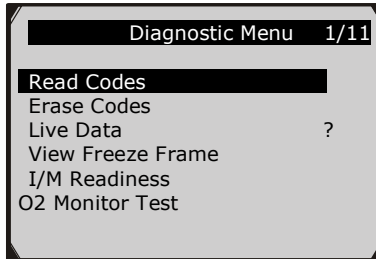 Diagnostic Menu 1/11
Read Codes
Erase Codes
Live Data ?
View Freeze Frame
I/M Readiness
O2 Monitor Test